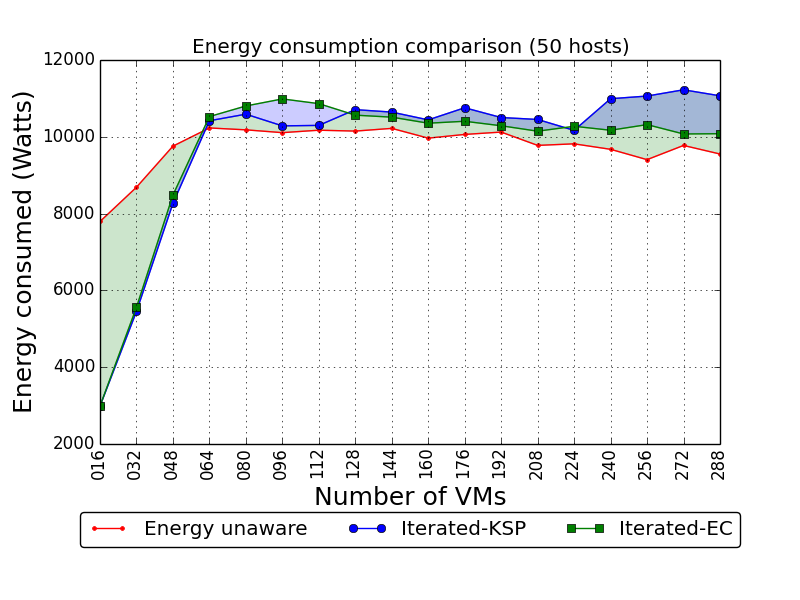 Energy consumption comparison (50 hosts)
Energy consumed (Watts)
12000
10000
8000
6000
4000
2000
016 032 048 064 080 096 112 128 144 160 176 192 208 224 240 256 272 288
Number of VMs
Energy unaware Iterated-KSP Iterated-EC